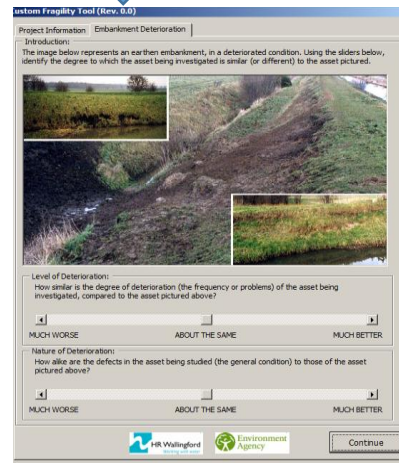 ustom Fragility Tool (Rev. 0.0)
Project Information Embankment Deterioration
Introduction:
The image below represents an earthen embankment, in a deteriorated condition. Using the sliders below,
identify the degree to which the asset being investigated is similar (or different) to the asset pictured.
Level of Deterioration:
How similar is the degree of deterioration (the frequency or problems) of the asset being
investigated, compared to the asset pictured above?
MUCH WORSE ABOUT THE SAME MUCH BETTER
Nature of Deterioration:
How alike are the defects in the asset being studied (the general condition) to those of the asset
pictured above?
MUCH WORSE ABOUT THE SAME MUCH BETTER
HR Wallingford
Working with water
Environment
Agency
Continue